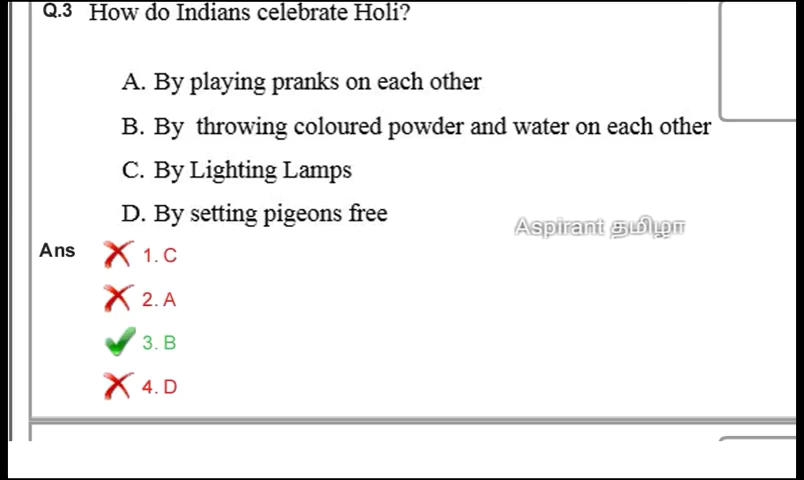 Q.3 How do Indians celebrate Holi?
A. By playing pranks on each other
B. By throwing coloured powder and water on each other
C. By Lighting Lamps
D. By setting pigeons free
Aspirant தமிழா
Ans 1. C
2. A
3. B
4. D